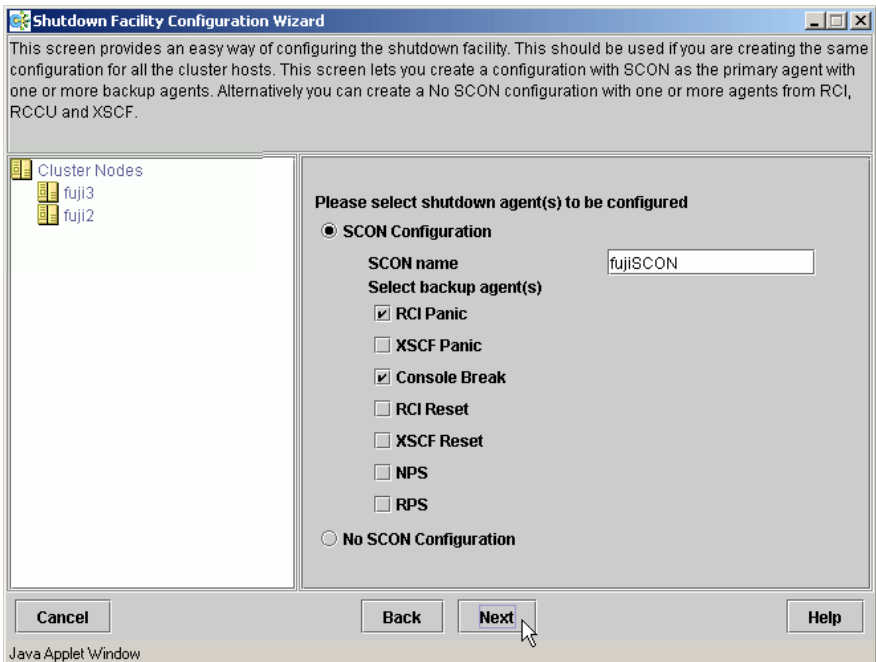 Shutdown Facility Configuration Wizard
This screen provides an easy way of configuring the shutdown facility. This should be used if you are creating the same
configuration for all the cluster hosts. This screen lets you create a configuration with SCON as the primary agent with
one or more backup agents. Alternatively you can create a No SCON configuration with one or more agents from RCI,
RCCU and XSCF.
Cluster Nodes
fuji3
fuji2
Please select shutdown agent(s) to be configured
SCON Configuration
SCON name fujiSCON
Select backup agent(s)
RCI Panic
XSCF Panic
Console Break
RCI Reset
XSCF Reset
NPS
RPS
No SCON Configuration
Cancel Back Next Help
Java Applet Window